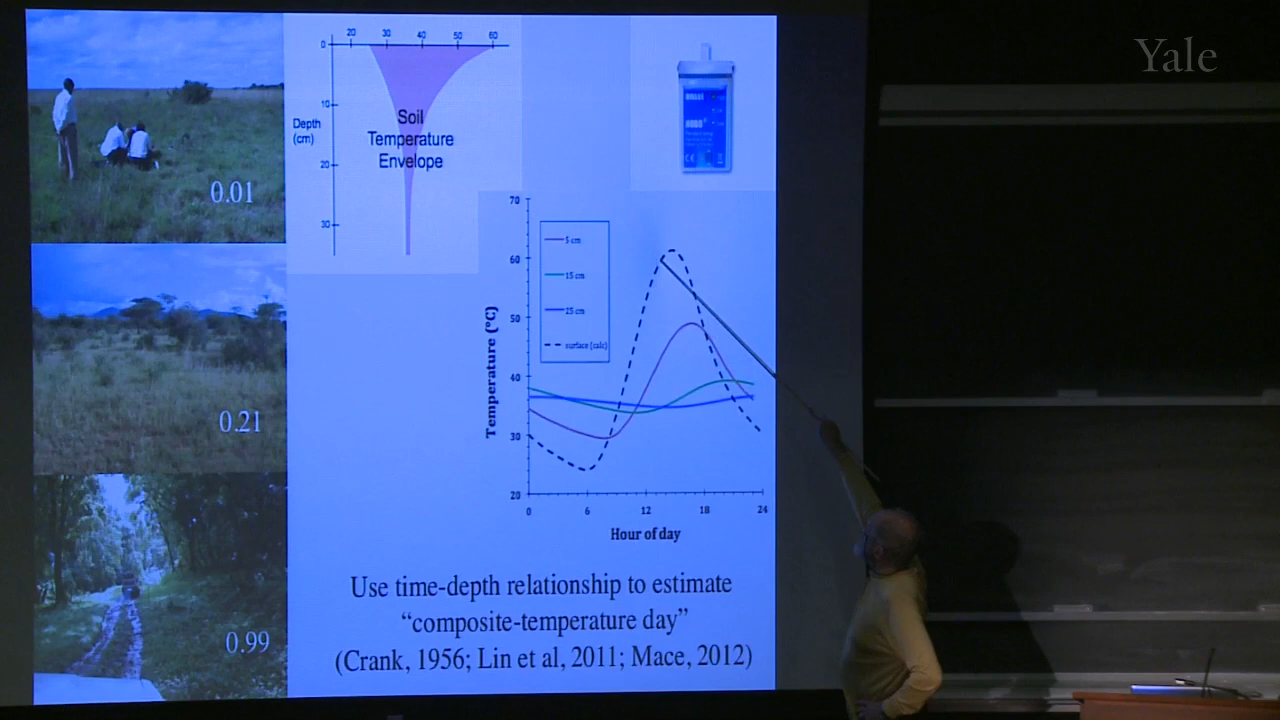 Yale
20 30 40 50 60
0
10
Depth
(cm)
20
30
Soil
Temperature
Envelope
0.01
0.21
0.99
HOBO
CE
70
60
50
40
30
20
Temperature (°C)
5 cm
15 cm
25 cm
surface (calc)
0 6 12 18 24
Hour of day
Use time-depth relationship to estimate
“composite-temperature day”
(Crank, 1956; Lin et al, 2011; Mace, 2012)